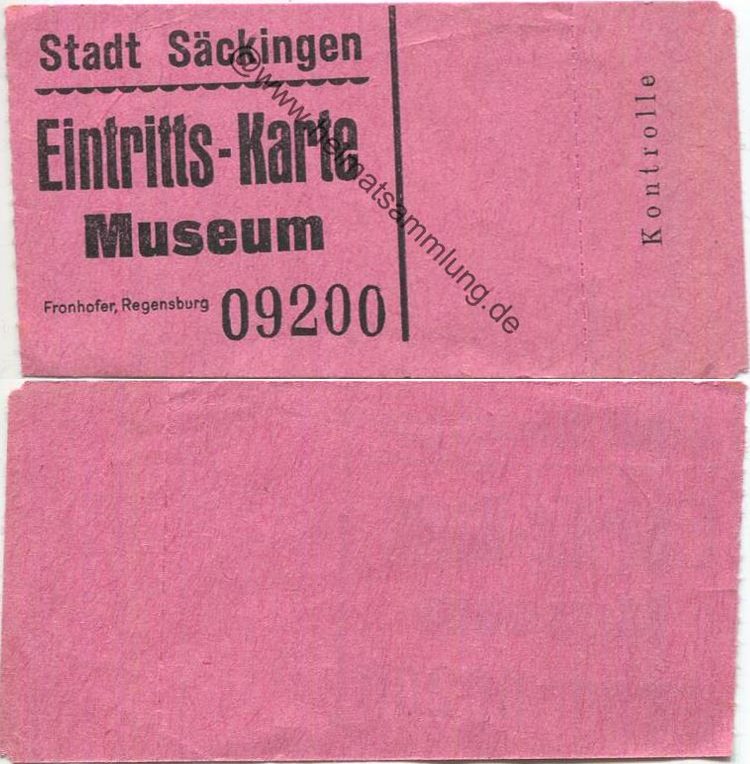 Stadt Säckingen
Eintritts-Karte
Museum
Fronhofer, Regensburg 09200
Kontrolle
@www.heimatsammlung.de